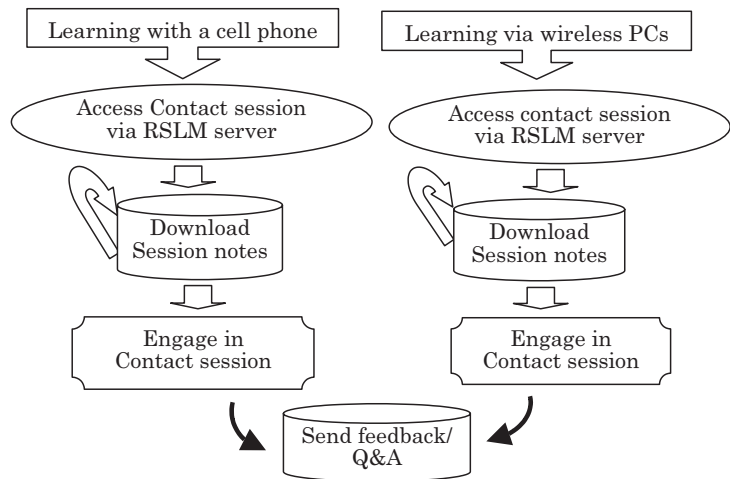 Learning with a cell phone
Access Contact session
via RSLM server
Download
Session notes
Engage in
Contact session
Learning via wireless PCs
Access contact session
via RSLM server
Download
Session notes
Engage in
Contact session
Send feedback/
Q&A